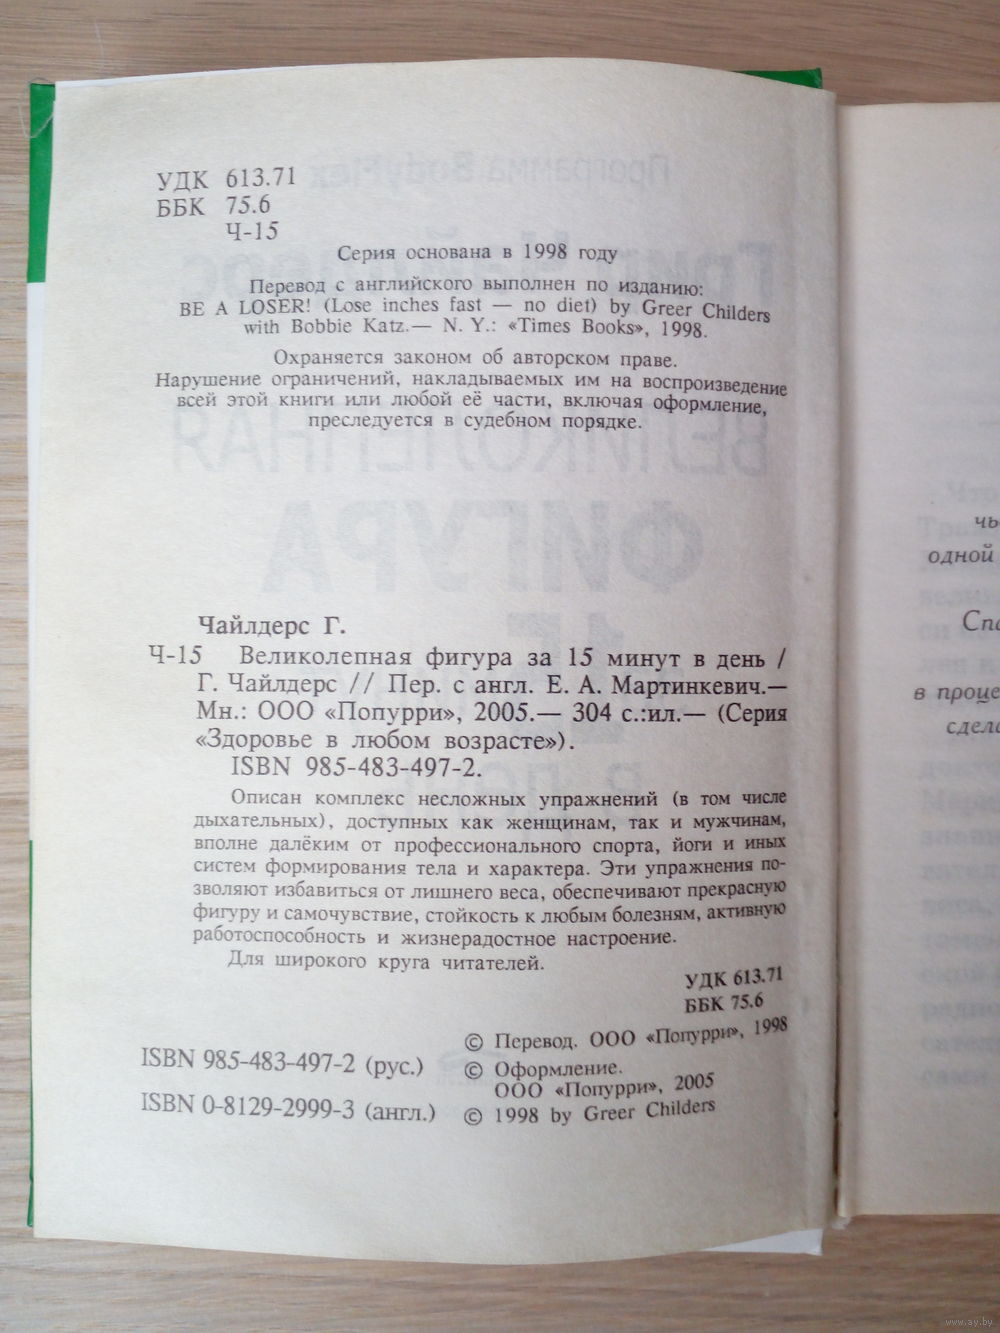 УДК 613.71
ББК 75.6
Ч-15
Серия основана в 1998 году
Перевод с английского выполнен по изданию:
BE A LOSER! (Lose inches fast — no diet) by Greer Childers
with Bobbie Katz.— N. Y.: «Times Books», 1998.
Охраняется законом об авторском праве.
Нарушение ограничений, накладываемых им на воспроизведение
всей этой книги или любой её части, включая оформление,
преследуется в судебном порядке.
Чайлдерс Г.
Ч-15 Великолепная фигура за 15 минут в день /
Г. Чайлдерс // Пер. с англ. Е. А. Мартинкевич.—
Мн.: ООО «Попурри», 2005.— 304 с.:ил.— (Серия
«Здоровье в любом возрасте»).
ISBN 985-483-497-2.
Описан комплекс несложных упражнений (в том числе
дыхательных), доступных как женщинам, так и мужчинам,
вполне далёким от профессионального спорта, йоги и иных
систем формирования тела и характера. Эти упражнения по-
зволяют избавиться от лишнего веса, обеспечивают прекрасную
фигуру и самочувствие, стойкость к любым болезням, активную
работоспособность и жизнерадостное настроение.
Для широкого круга читателей.
УДК 613.71
ББК 75.6
© Перевод. ООО «Попурри», 1998
© Оформление.
ООО «Попурри», 2005
© 1998 by Greer Childers
ISBN 985-483-497-2 (рус.)
ISBN 0-8129-2999-3 (англ.)
одной
в проце
www.ay.by